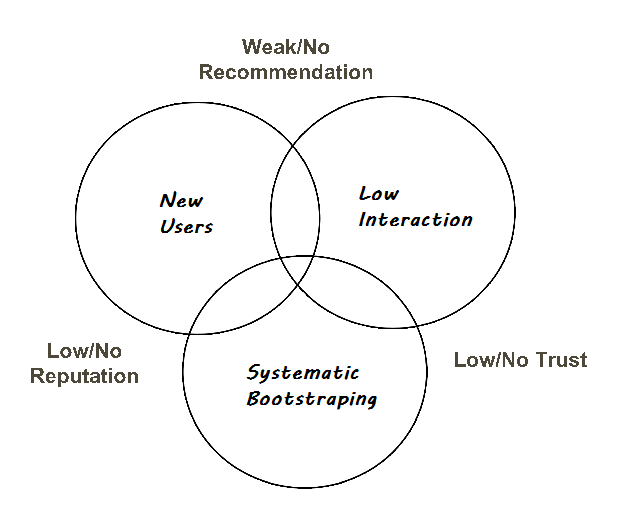 Weak/No
Recommendation
New
Users
Low
Interaction
Low/No
Reputation
Low/No Trust
Systematic
Bootstraping